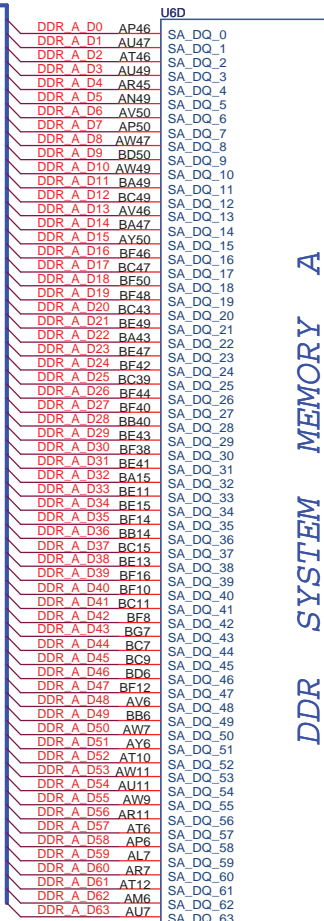 U6D
DDR_A_D0 AP46 SA_DQ_0
DDR_A_D1 AU47 SA_DQ_1
DDR_A_D2 AT46 SA_DQ_2
DDR_A_D3 AU49 SA_DQ_3
DDR_A_D4 AR45 SA_DQ_4
DDR_A_D5 AN49 SA_DQ_5
DDR_A_D6 AV50 SA_DQ_6
DDR_A_D7 AP50 SA_DQ_7
DDR_A_D8 AW47 SA_DQ_8
DDR_A_D9 BD50 SA_DQ_9
DDR_A_D10 AW49 SA_DQ_10
DDR_A_D11 BA49 SA_DQ_11
DDR_A_D12 BC49 SA_DQ_12
DDR_A_D13 AV46 SA_DQ_13
DDR_A_D14 BA47 SA_DQ_14
DDR_A_D15 AY50 SA_DQ_15
DDR_A_D16 BF46 SA_DQ_16
DDR_A_D17 BC47 SA_DQ_17
DDR_A_D18 BF50 SA_DQ_18
DDR_A_D19 BF48 SA_DQ_19
DDR_A_D20 BC43 SA_DQ_20
DDR_A_D21 BE49 SA_DQ_21
DDR_A_D22 BA43 SA_DQ_22
DDR_A_D23 BE47 SA_DQ_23
DDR_A_D24 BF42 SA_DQ_24
DDR_A_D25 BC39 SA_DQ_25
DDR_A_D26 BF44 SA_DQ_26
DDR_A_D27 BF40 SA_DQ_27
DDR_A_D28 BB40 SA_DQ_28
DDR_A_D29 BE43 SA_DQ_29
DDR_A_D30 BF38 SA_DQ_30
DDR_A_D31 BE41 SA_DQ_31
DDR_A_D32 BA15 SA_DQ_32
DDR_A_D33 BE11 SA_DQ_33
DDR_A_D34 BE15 SA_DQ_34
DDR_A_D35 BF14 SA_DQ_35
DDR_A_D36 BB14 SA_DQ_36
DDR_A_D37 BC15 SA_DQ_37
DDR_A_D38 BE13 SA_DQ_38
DDR_A_D39 BF16 SA_DQ_39
DDR_A_D40 BF10 SA_DQ_40
DDR_A_D41 BC11 SA_DQ_41
DDR_A_D42 BF8 SA_DQ_42
DDR_A_D43 BG7 SA_DQ_43
DDR_A_D44 BC7 SA_DQ_44
DDR_A_D45 BC9 SA_DQ_45
DDR_A_D46 BD6 SA_DQ_46
DDR_A_D47 BF12 SA_DQ_47
DDR_A_D48 AV6 SA_DQ_48
DDR_A_D49 BB6 SA_DQ_49
DDR_A_D50 AW7 SA_DQ_50
DDR_A_D51 AY6 SA_DQ_51
DDR_A_D52 AT10 SA_DQ_52
DDR_A_D53 AW11 SA_DQ_53
DDR_A_D54 AU11 SA_DQ_54
DDR_A_D55 AW9 SA_DQ_55
DDR_A_D56 AR11 SA_DQ_56
DDR_A_D57 AT6 SA_DQ_57
DDR_A_D58 AP6 SA_DQ_58
DDR_A_D59 AL7 SA_DQ_59
DDR_A_D60 AR7 SA_DQ_60
DDR_A_D61 AT12 SA_DQ_61
DDR_A_D62 AM6 SA_DQ_62
DDR_A_D63 AU7 SA_DQ_63
DDR SYSTEM MEMORY A